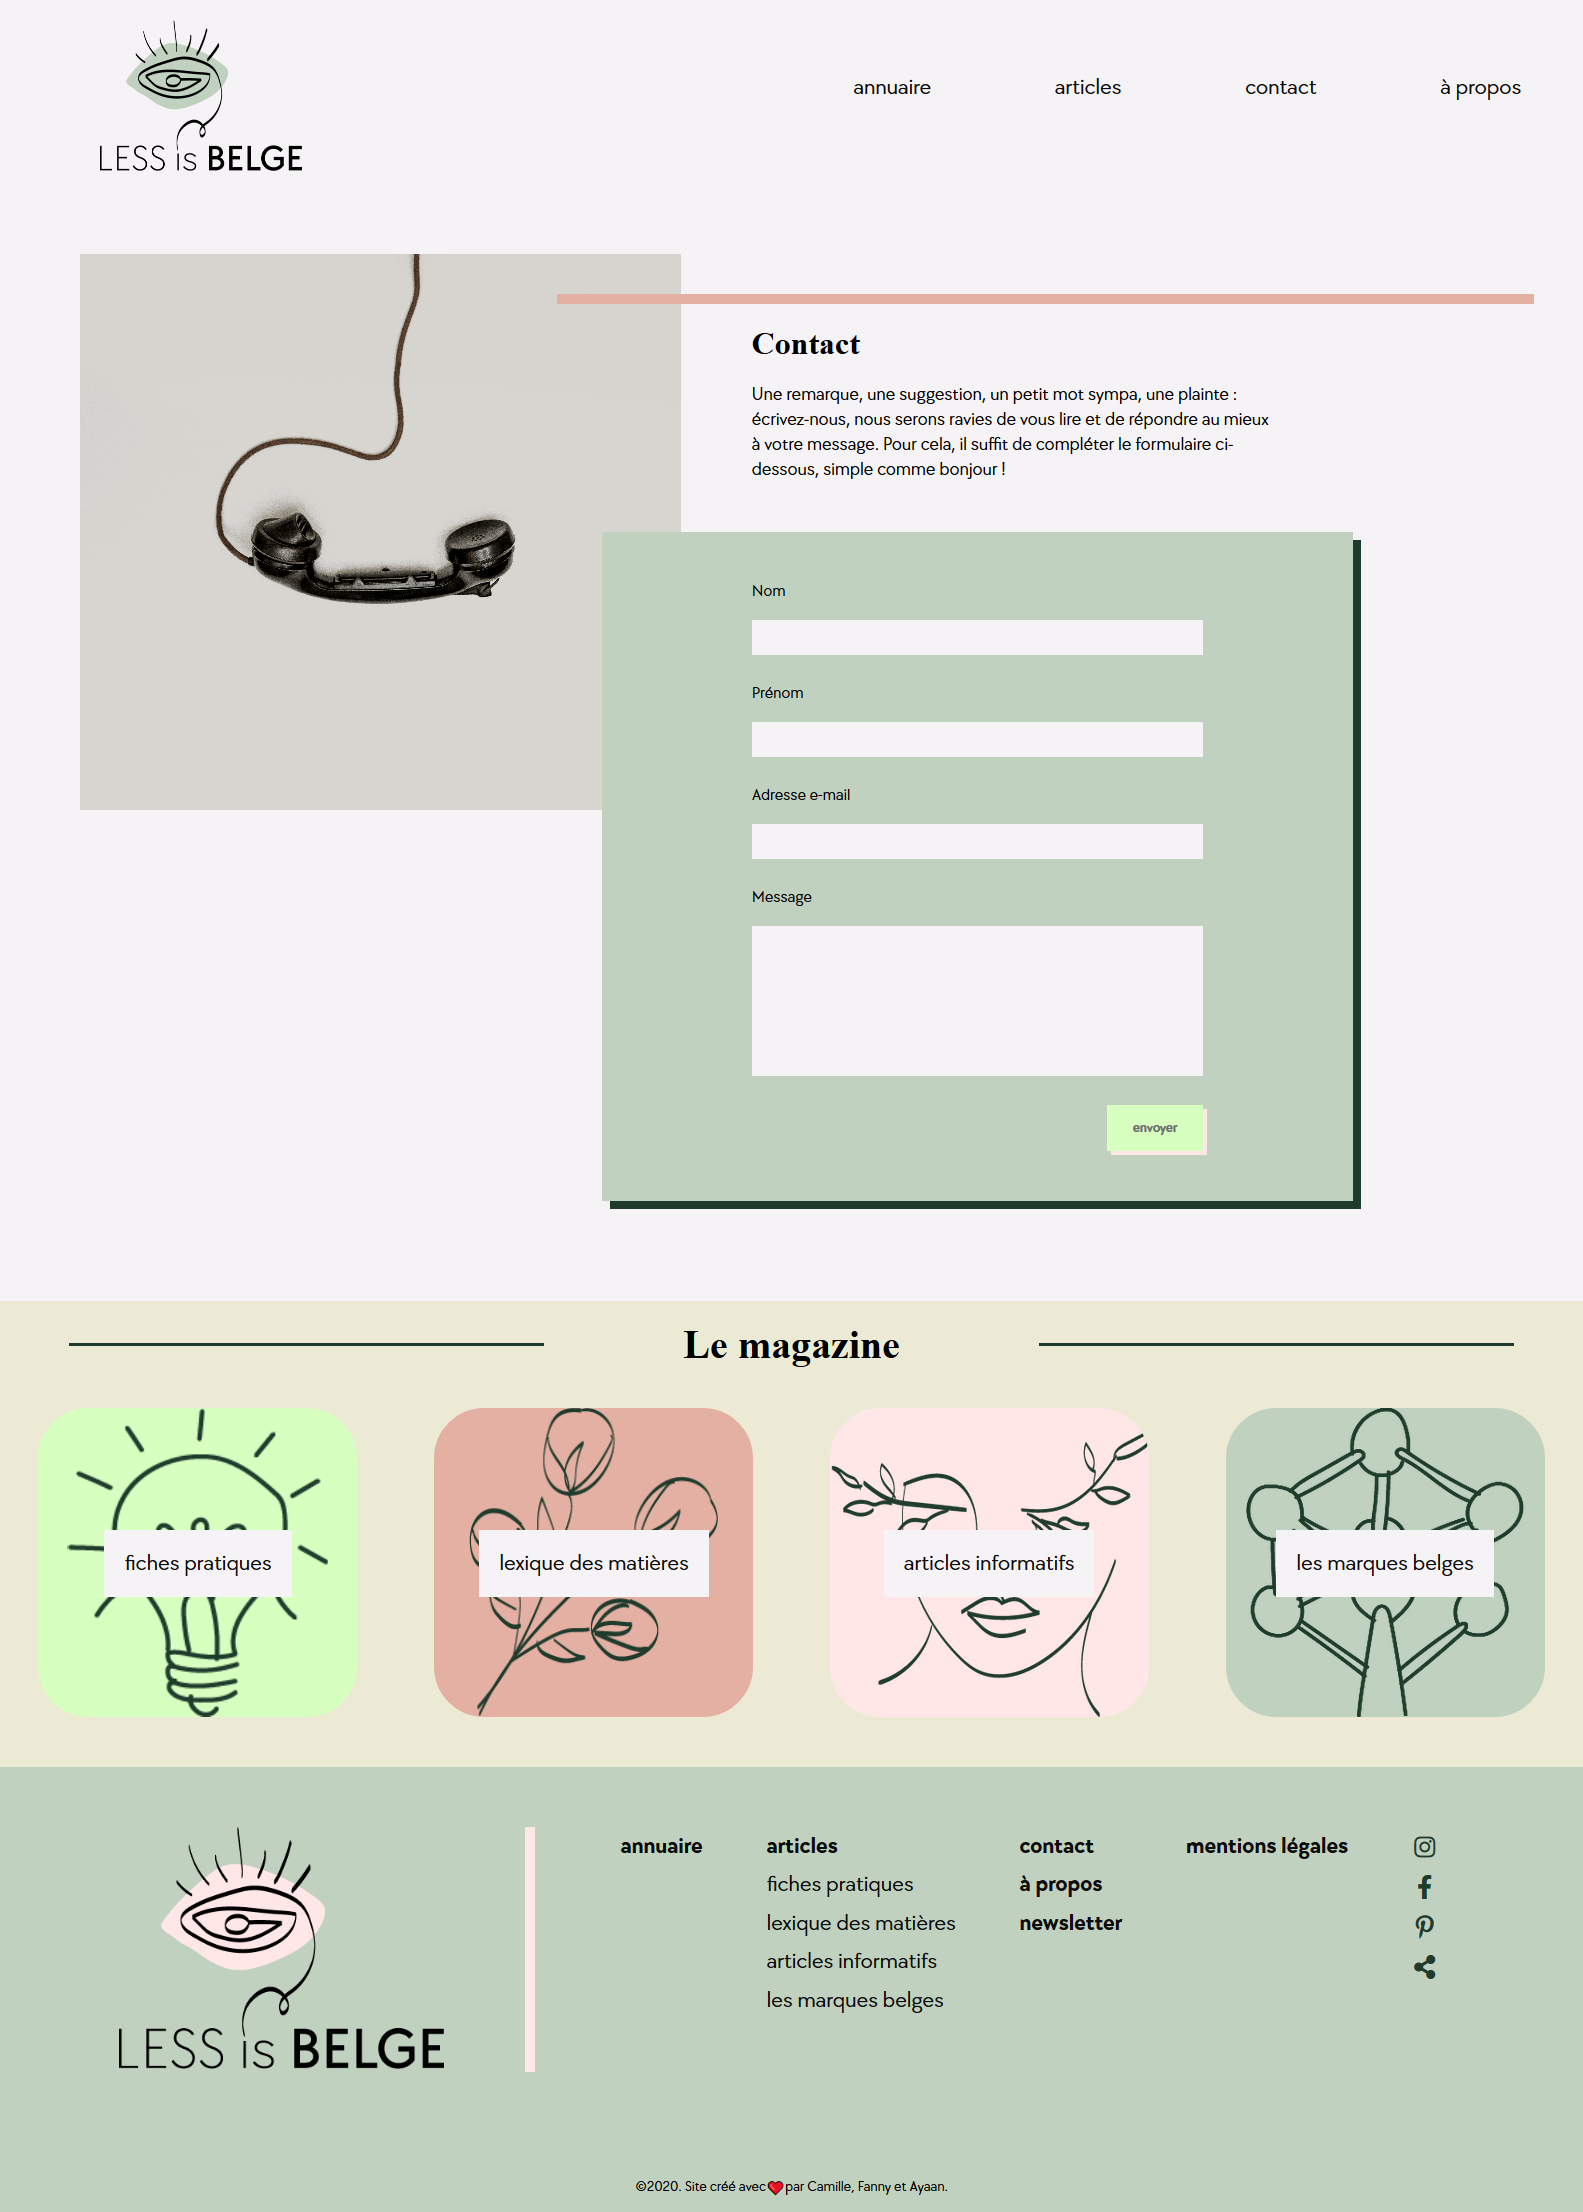 LESS is BELGE
annuaire
articles
contact
à propos
Contact
Une remarque, une suggestion, un petit mot sympa, une plainte :
écrivez-nous, nous serons ravies de vous lire et de répondre au mieux
à votre message. Pour cela, il suffit de compléter le formulaire ci-
dessous, simple comme bonjour !
Nom
Prénom
Adresse e-mail
Message
envoyer
Le magazine
fiches pratiques
lexique des matières
articles informatifs
les marques belges
LESS is BELGE
annuaire
articles
fiches pratiques
lexique des matières
articles informatifs
les marques belges
contact
à propos
newsletter
mentions légales
©2020. Site créé avec❤par Camille, Fanny et Ayaan.